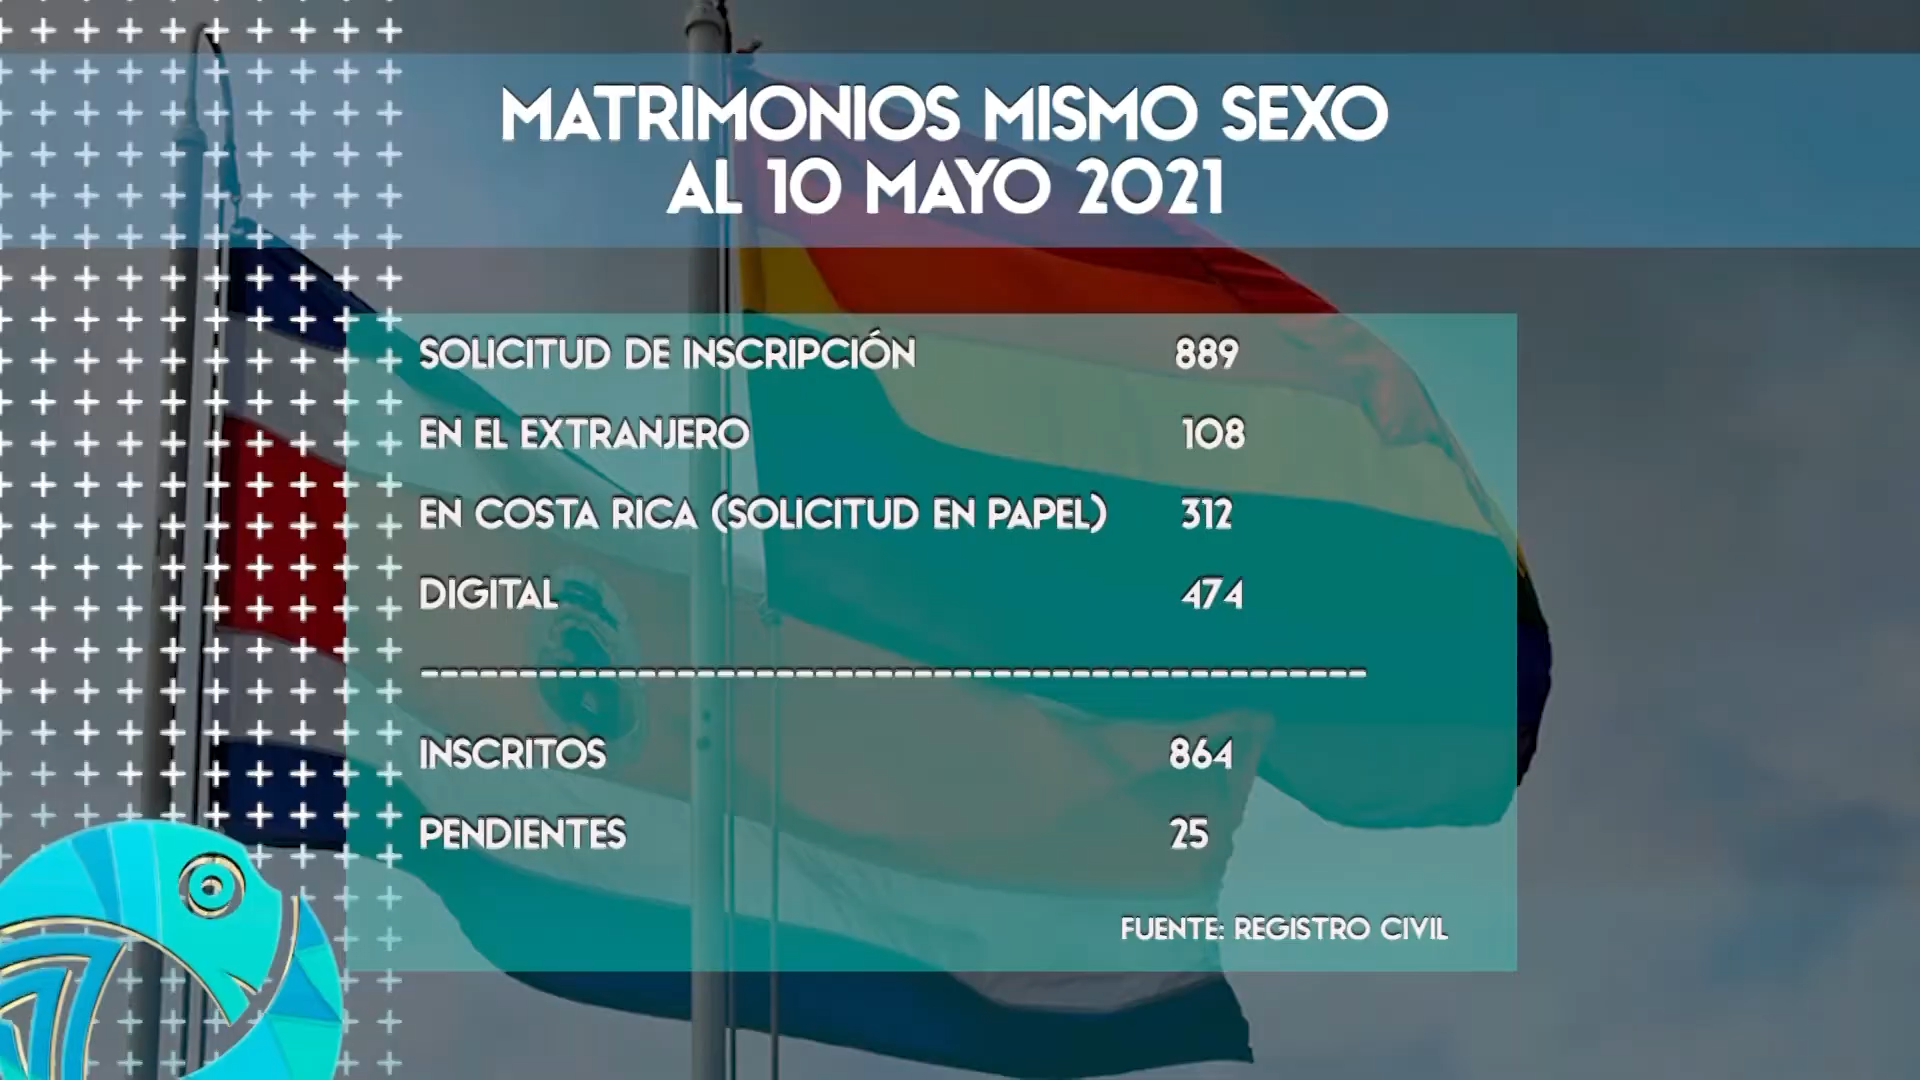 MATRIMONIOS MISMO SEXO
AL 10 MAYO 2021
SOLICITUD DE INSCRIPCIÓN 889
EN EL EXTRANJERO 108
EN COSTA RICA (SOLICITUD EN PAPEL) 312
DIGITAL 474
------------------------------------------------
INSCRITOS 864
PENDIENTES 25
FUENTE: REGISTRO CIVIL